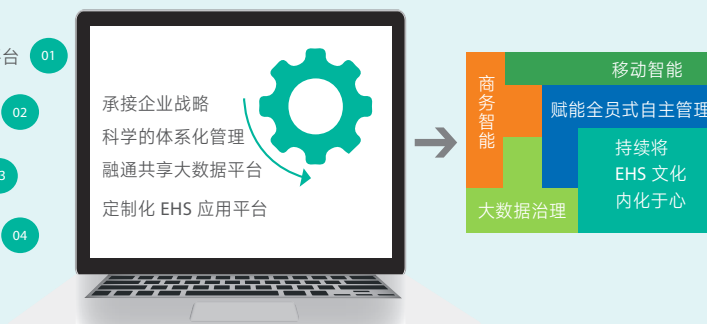 台 01
02
3
04
承接企业战略
科学的体系化管理
融通共享大数据平台
定制化 EHS 应用平台
商务智能
移动智能
赋能全员式自主管理
持续将
EHS 文化
内化于心
大数据治理